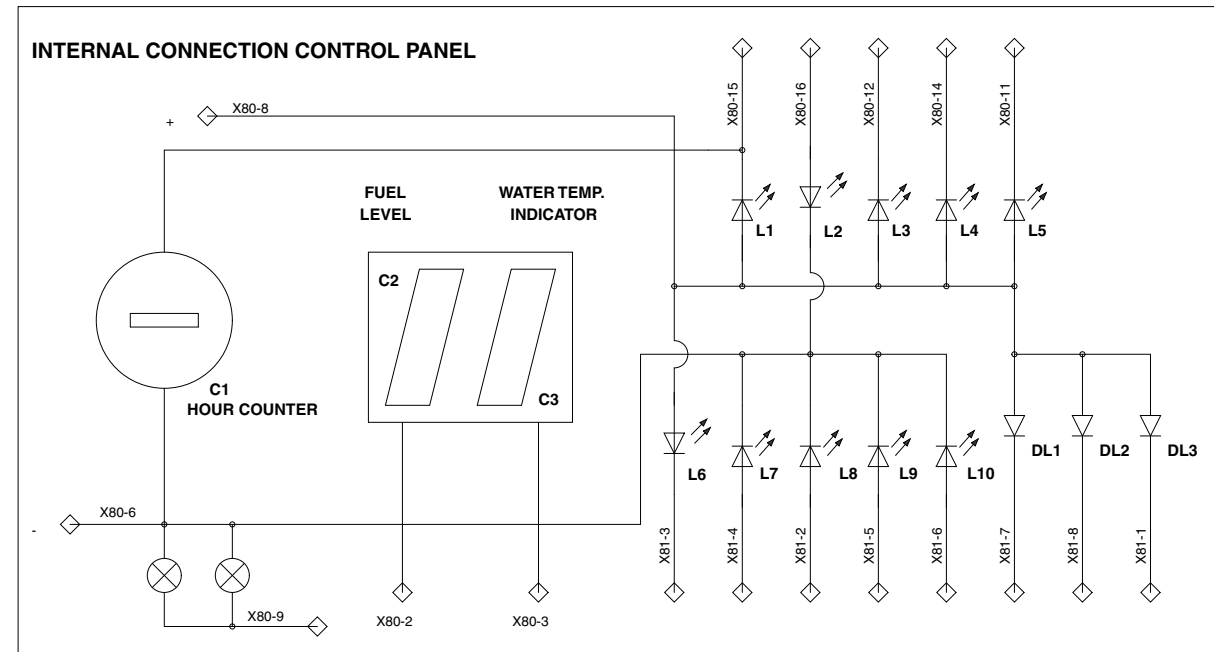 INTERNAL CONNECTION CONTROL PANEL
X80-15
X80-16
X80-12
X80-14
X80-11
+
X80-8
FUEL
LEVEL
WATER TEMP.
INDICATOR
L1
L2
L3
L4
L5
C2
C3
C1
HOUR COUNTER
L6
L7
L8
L9
L10
DL1
DL2
DL3
-
X80-6
X81-3
X81-4
X81-2
X81-5
X81-6
X81-7
X81-8
X81-1
X80-9
X80-2
X80-3